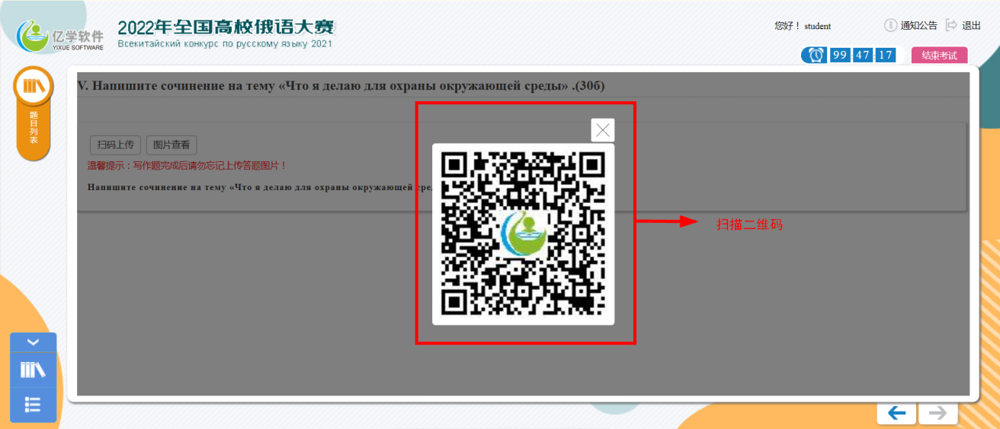 亿学软件
YIXUE SOFTWARE
2022年全国高校俄语大赛
Всекитайский конкурс по русскому языку 2021
您好！student
通知公告
退出
99:47:17
结束考试
题目列表
V. Напишите сочинение на тему «Что я делаю для охраны окружающей среды» .(30б)
扫码上传
图片查看
温馨提示：写作题完成后请勿忘记上传答题图片！
Напишите сочинение на тему «Что я делаю для охраны окружающей сре
扫描二维码